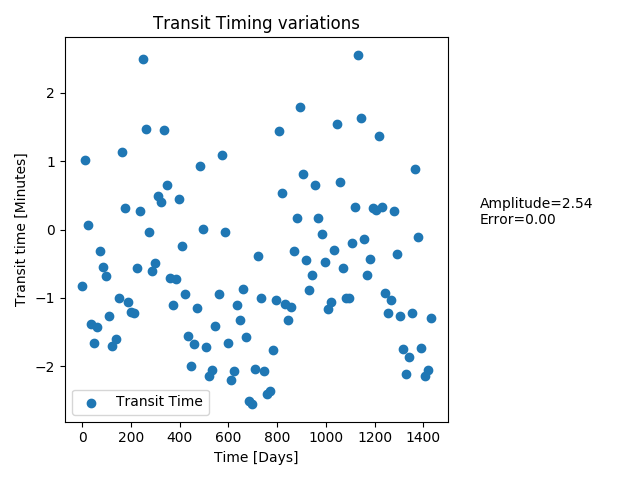 Transit Timing variations
Transit time [Minutes]
2
1
0
−1
−2
Amplitude=2.54
Error=0.00
Transit Time
0 200 400 600 800 1000 1200 1400
Time [Days]